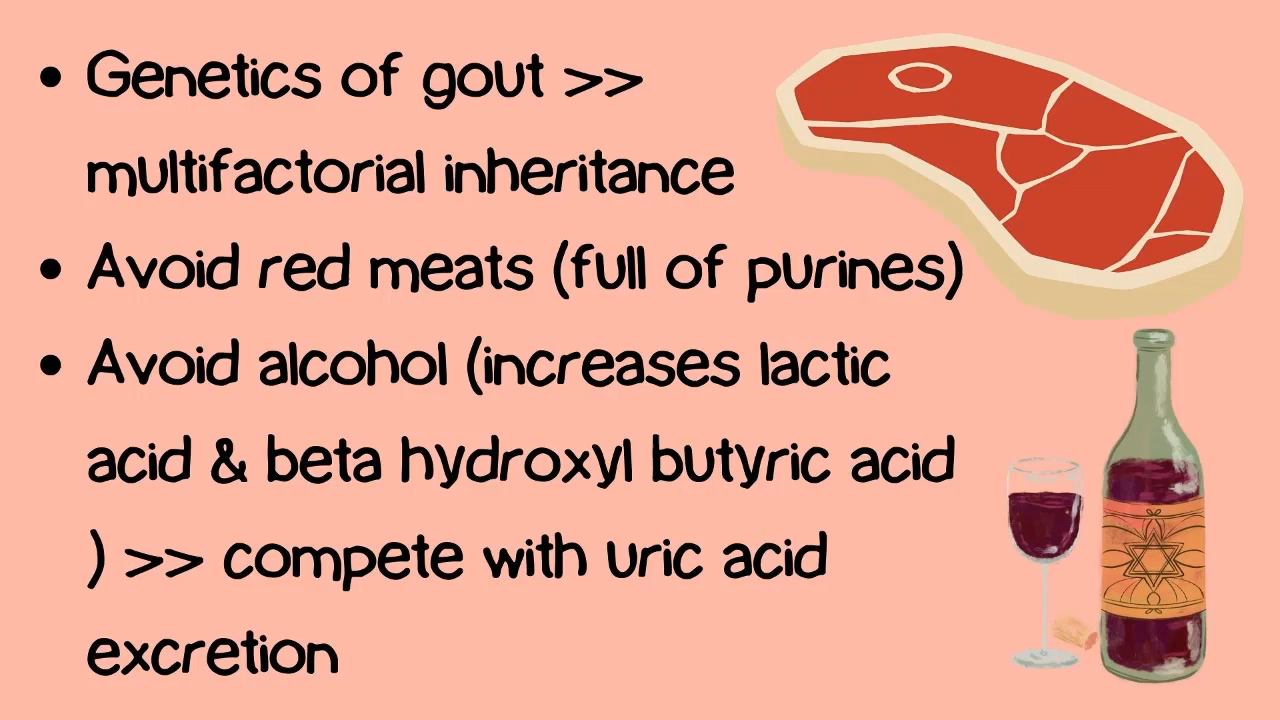 • Genetics of gout >>
multifactorial inheritance
• Avoid red meats (full of purines)
• Avoid alcohol (increases lactic
acid & beta hydroxyl butyric acid
) >> compete with uric acid
excretion